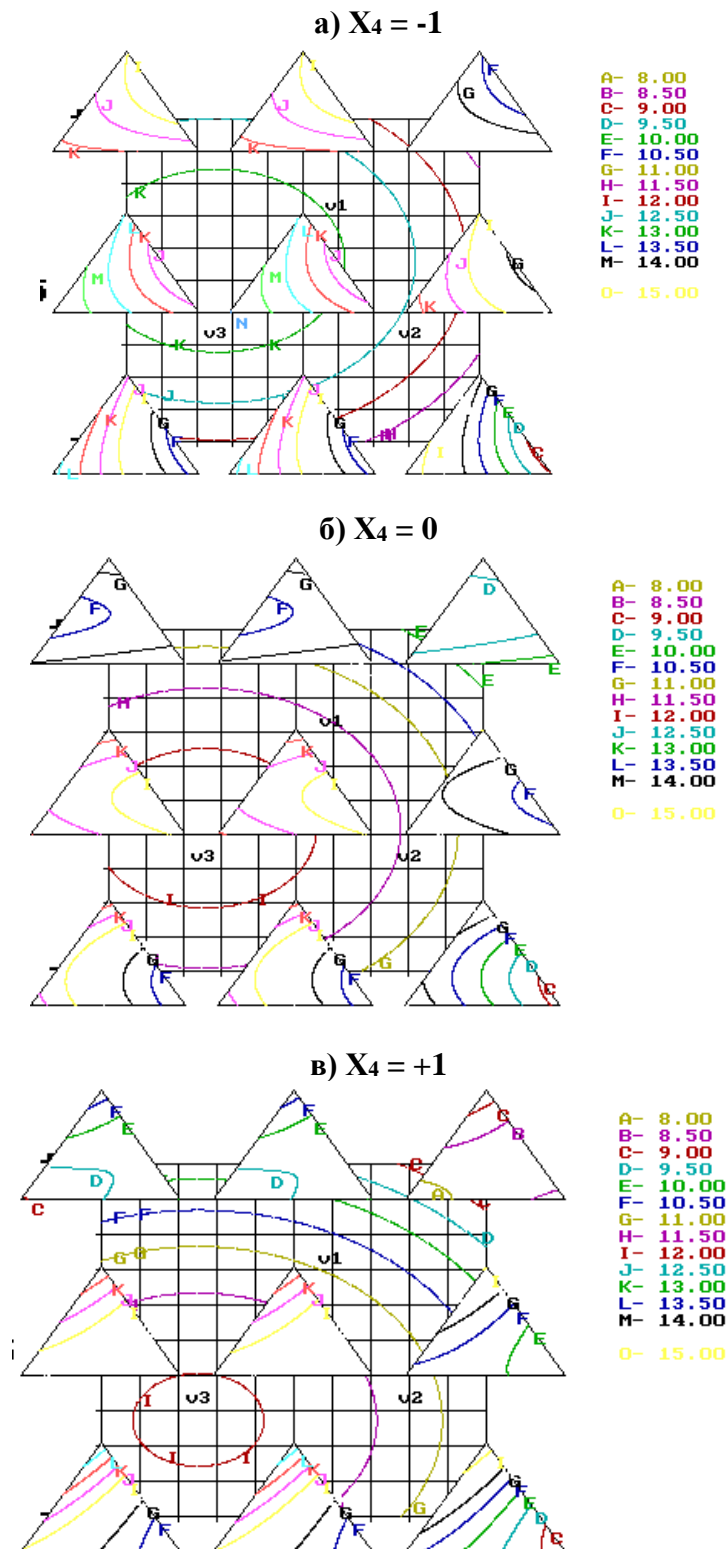 а) X₄ = -1
A- 8.00
B- 8.50
C- 9.00
D- 9.50
E- 10.00
F- 10.50
G- 11.00
H- 11.50
I- 12.00
J- 12.50
K- 13.00
L- 13.50
M- 14.00
O- 15.00
I I F
J J G
K K
K v1
L K J L K J I
M M J G
K
N
v3 v2
K K
J
J J G
K G K G F E D
F F I C
L L H
б) X₄ = 0
A- 8.00
B- 8.50
C- 9.00
D- 9.50
E- 10.00
F- 10.50
G- 11.00
H- 11.50
I- 12.00
J- 12.50
K- 13.00
L- 13.50
M- 14.00
O- 15.00
G G D
F F E
E E
H v1
K K G
J I J I F
v3 v2
I I
K J I K J I G F E D
G F G F G C
в) X₄ = +1
A- 8.00
B- 8.50
C- 9.00
D- 9.50
E- 10.00
F- 10.50
G- 11.00
H- 11.50
I- 12.00
J- 12.50
K- 13.00
L- 13.50
M- 14.00
O- 15.00
F F C
E E B
D D A
C
F F D
G G v1
K K I
J I J I G F E
I v3 v2
I I
L K J I L K J I I G F E D C
G F G F G